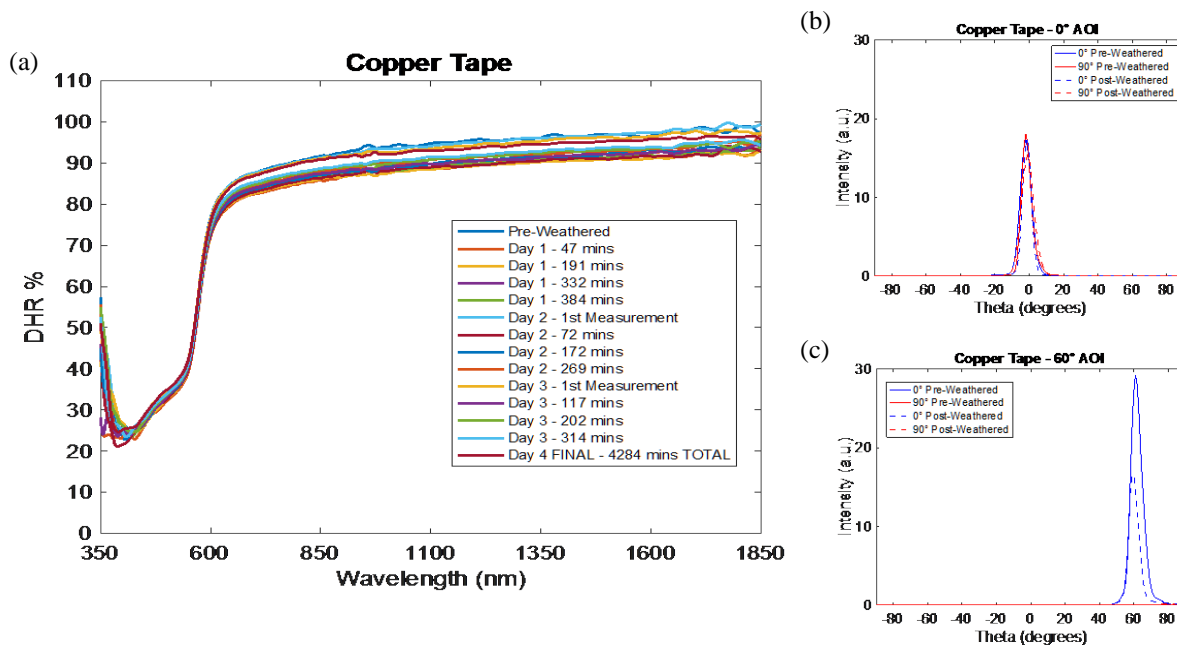 (a)
Copper Tape
110
100
90
80
70
60
50
40
30
20
10
0
DHR %
350 600 850 1100 1350 1600 1850
Wavelength (nm)
Pre-Weathered
Day 1 - 47 mins
Day 1 - 191 mins
Day 1 - 332 mins
Day 1 - 384 mins
Day 2 - 1st Measurement
Day 2 - 72 mins
Day 2 - 172 mins
Day 2 - 269 mins
Day 3 - 1st Measurement
Day 3 - 117 mins
Day 3 - 202 mins
Day 3 - 314 mins
Day 4 FINAL - 4284 mins TOTAL
(b)
Copper Tape - 0° AOI
30
20
10
0
Intensity (a.u.)
-80 -60 -40 -20 0 20 40 60 80
Theta (degrees)
0° Pre-Weathered
90° Pre-Weathered
0° Post-Weathered
90° Post-Weathered
(c)
Copper Tape - 60° AOI
30
20
10
0
Intensity (a.u.)
-80 -60 -40 -20 0 20 40 60 80
Theta (degrees)
0° Pre-Weathered
90° Pre-Weathered
0° Post-Weathered
90° Post-Weathered